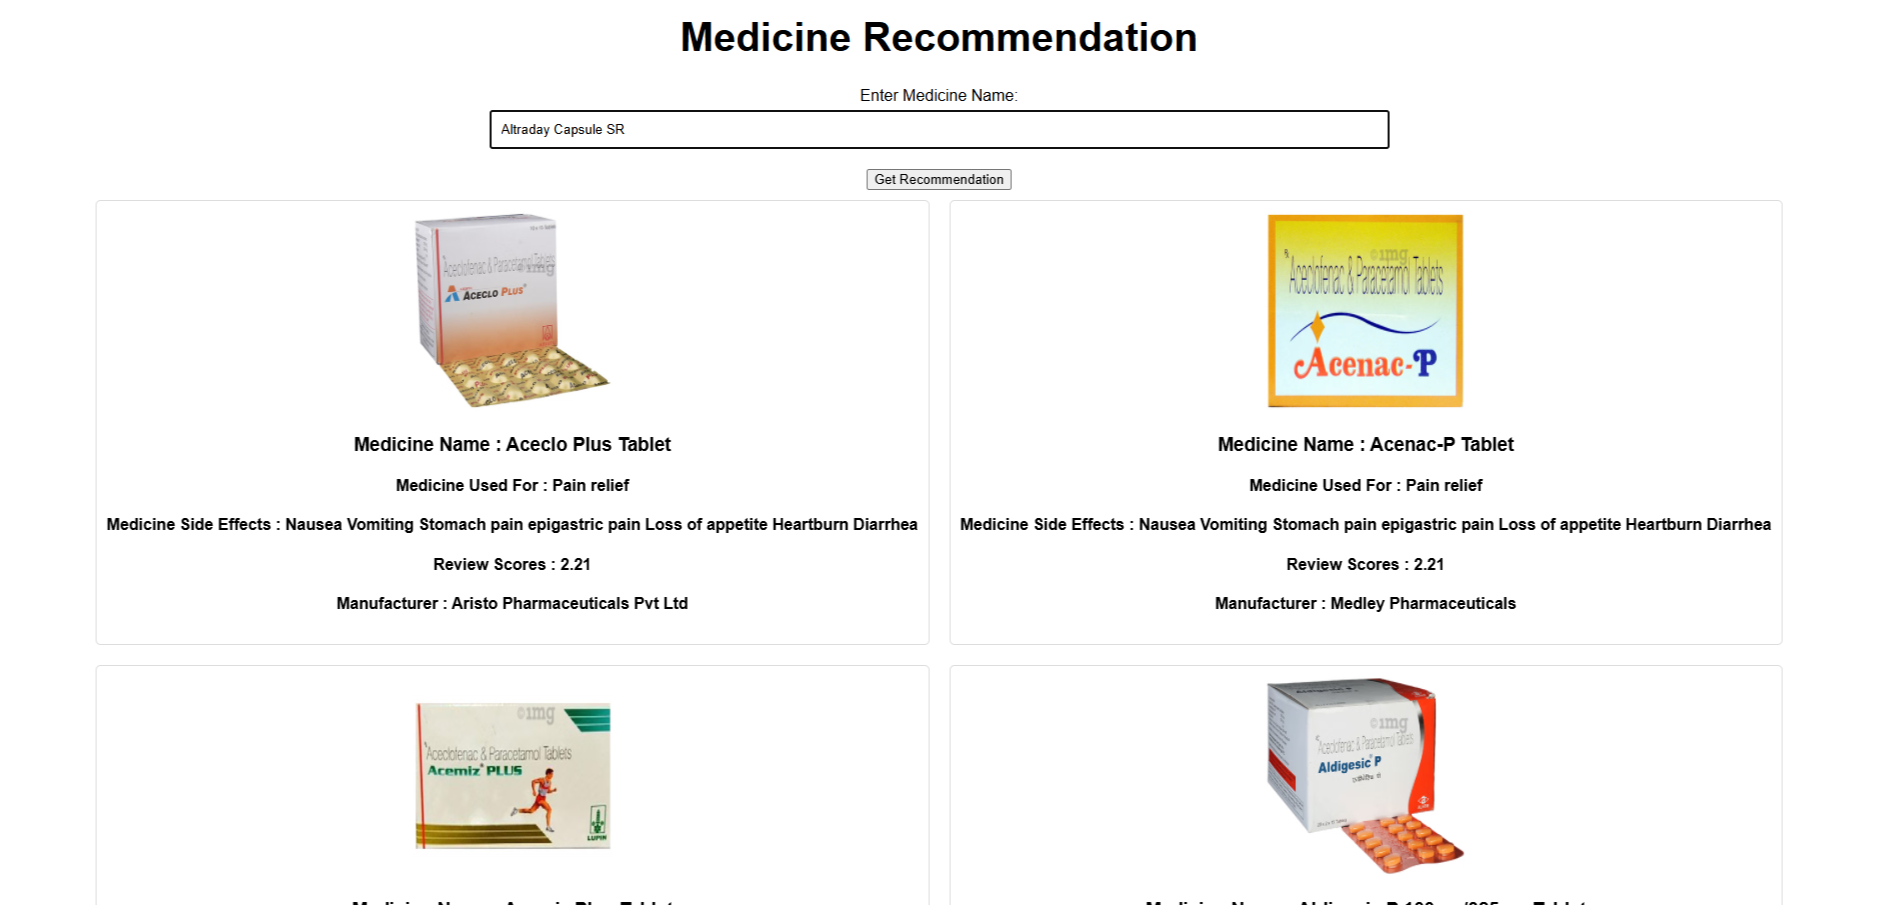 Medicine Recommendation
Enter Medicine Name:
Altraday Capsule SR
Get Recommendation
Aceclofenac & Paracetamol Tablets
©1mg
ACECLO PLUS
Medicine Name : Aceclo Plus Tablet
Medicine Used For : Pain relief
Medicine Side Effects : Nausea Vomiting Stomach pain epigastric pain Loss of appetite Heartburn Diarrhea
Review Scores : 2.21
Manufacturer : Aristo Pharmaceuticals Pvt Ltd
©1mg
Aceclofenac & Paracetamol Tablets
Acenac-P
Medicine Name : Acenac-P Tablet
Medicine Used For : Pain relief
Medicine Side Effects : Nausea Vomiting Stomach pain epigastric pain Loss of appetite Heartburn Diarrhea
Review Scores : 2.21
Manufacturer : Medley Pharmaceuticals
©1mg
Aceclofenac & Paracetamol Tablets
Acemiz® PLUS
LUPIN
©1mg
Aceclofenac & Paracetamol Tablets
Aldigesic® P